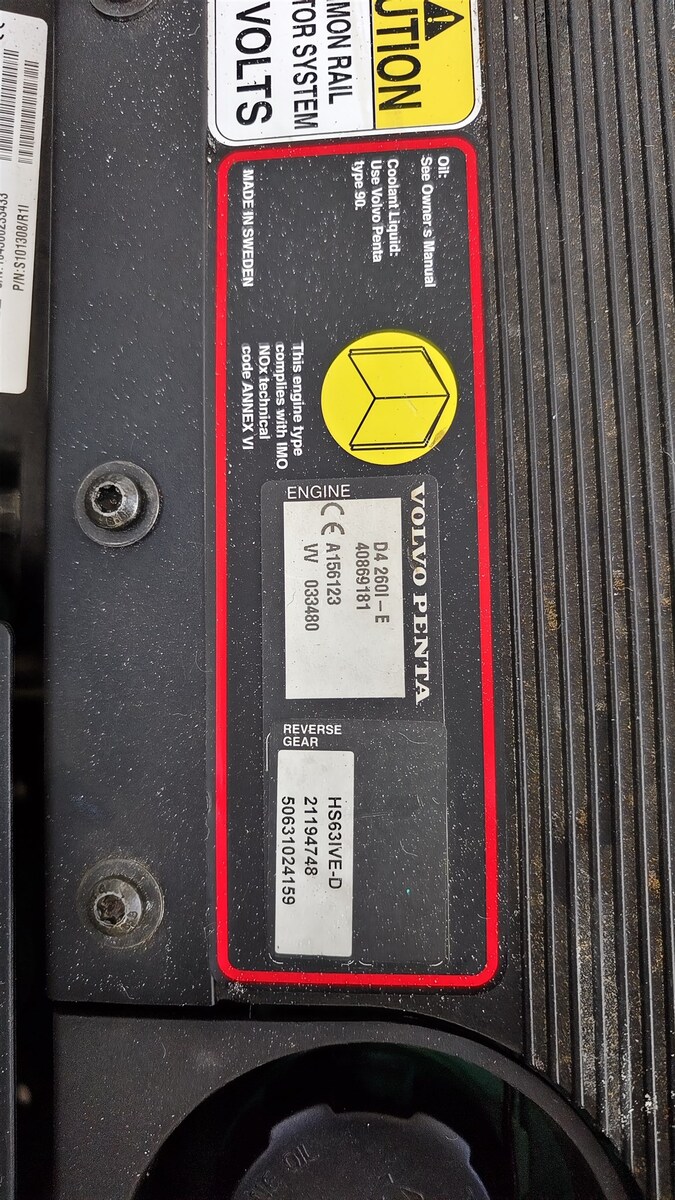 UTION
MON RAIL
TOR SYSTEM
VOLTS
P/N:S101308/R11
Oil:
See Owner's Manual
Coolant Liquid:
Use Volvo Penta
type 90.
MADE IN SWEDEN
This engine type
complies with IMO
NOx technical
code ANNEX VI
VOLVO PENTA
ENGINE
D4 260I-E
40869181
CE A156123
VV 033480
REVERSE
GEAR
HS63IVE-D
21194748
50631024159
OIL